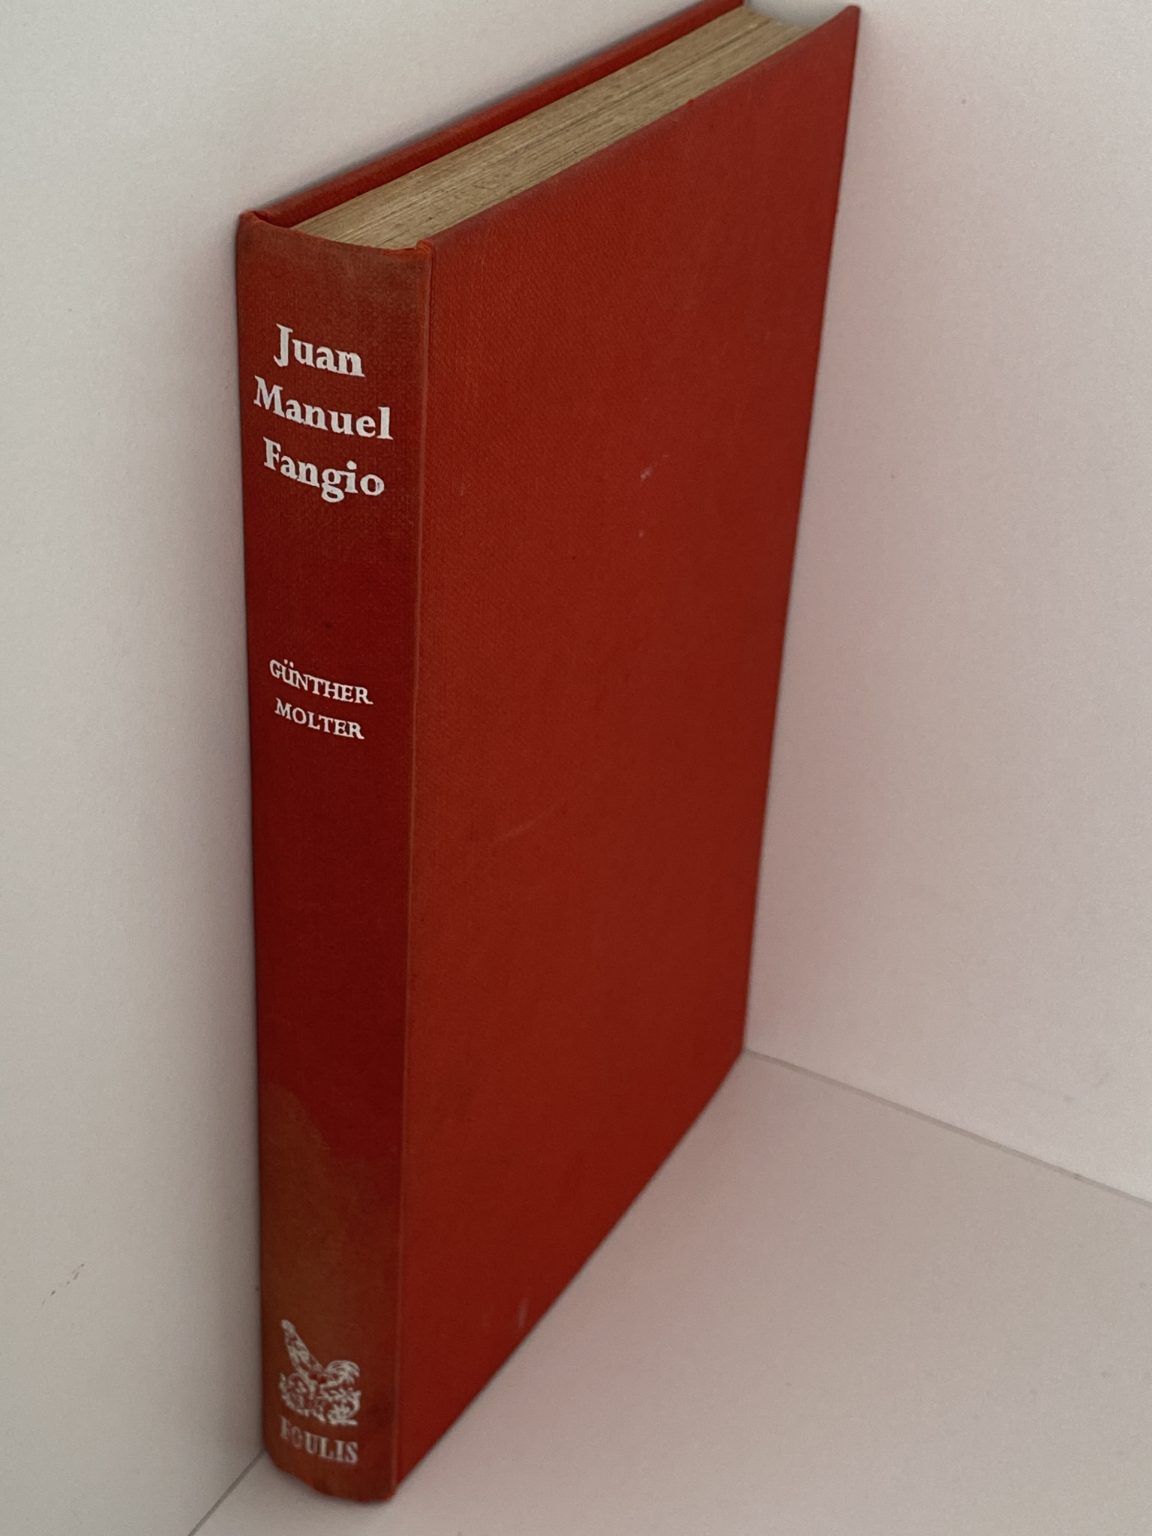 Juan
Manuel
Fangio
GÜNTHER
MOLTER
FOULIS